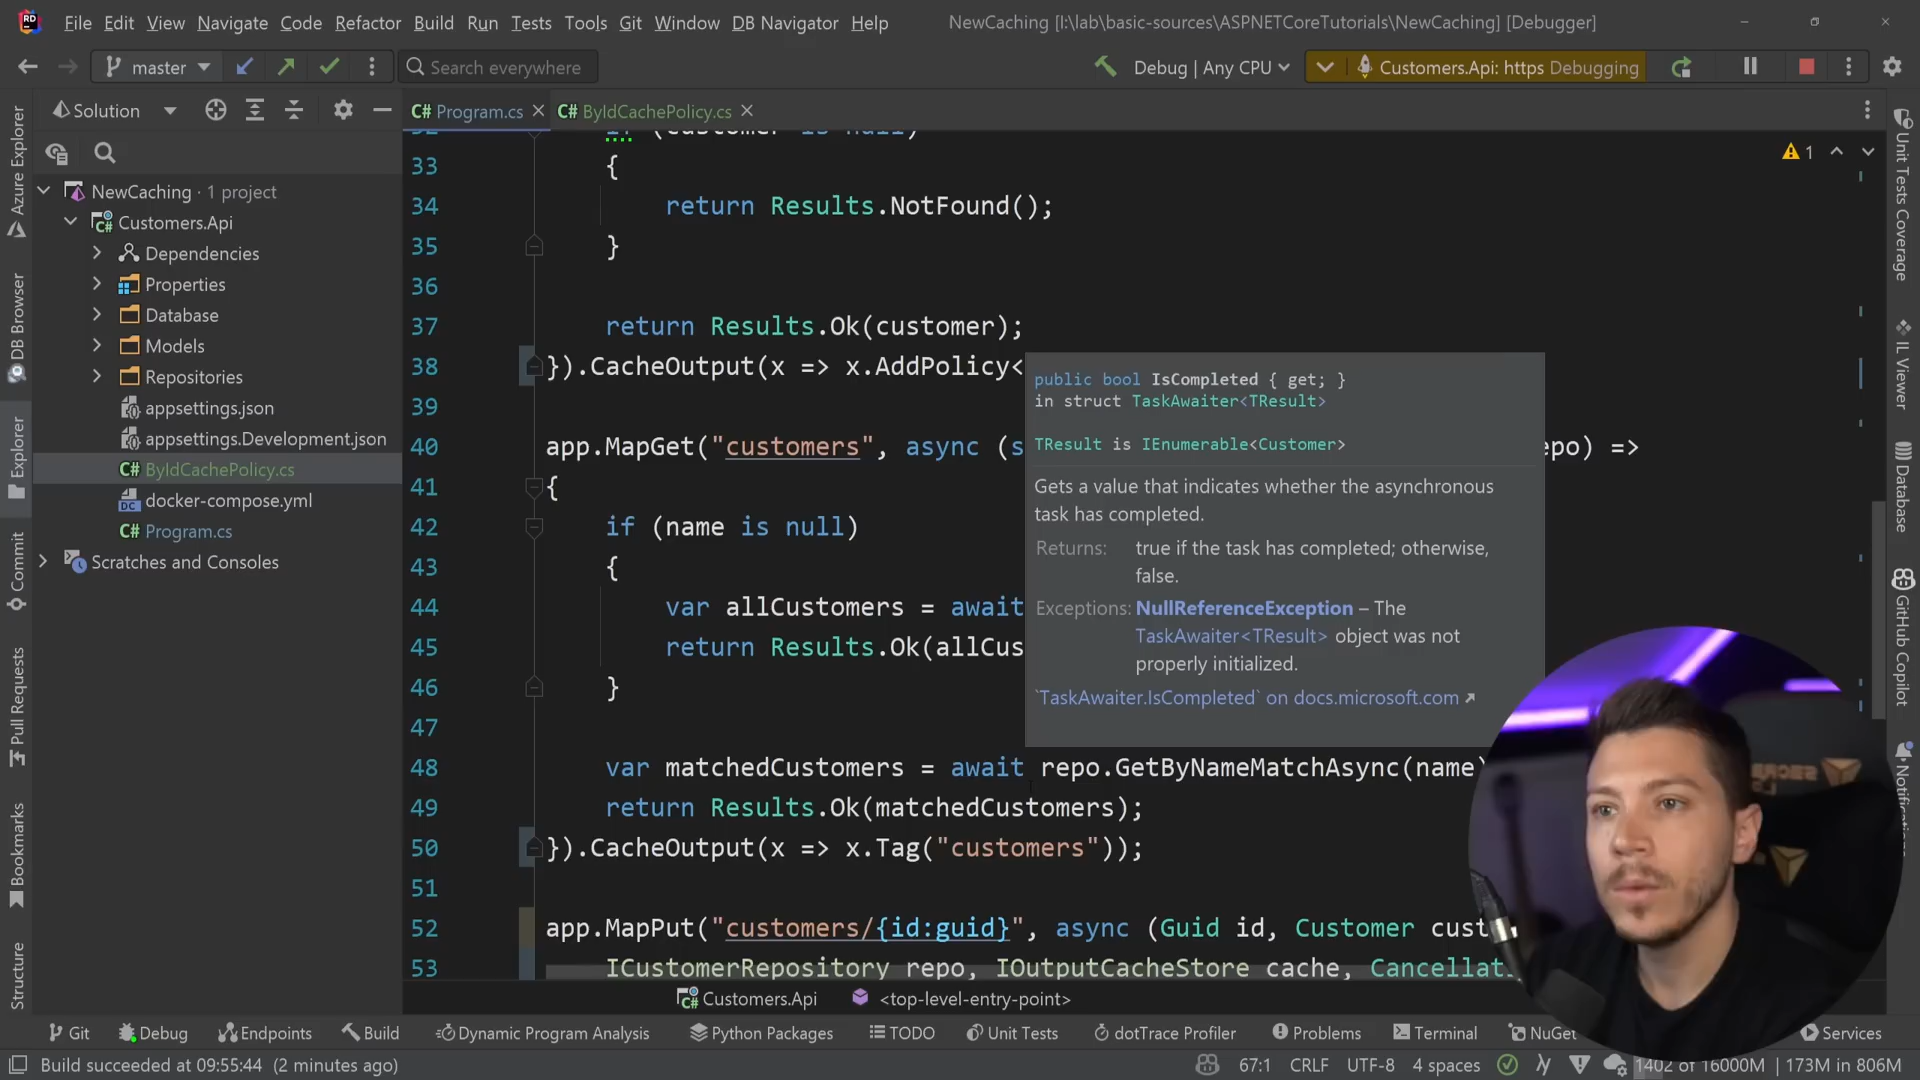 RD File Edit View Navigate Code Refactor Build Run Tests Tools Git Window DB Navigator Help NewCaching [I:\lab\basic-sources\ASPNETCoreTutorials\NewCaching] [Debugger]
master Search everywhere Debug | Any CPU Customers.Api: https Debugging
Solution
C# Program.cs C# ByIdCachePolicy.cs
NewCaching · 1 project
Customers.Api
Dependencies
Properties
Database
Models
Repositories
appsettings.json
appsettings.Development.json
C# ByIdCachePolicy.cs
docker-compose.yml
C# Program.cs
Scratches and Consoles
Azure Explorer
DB Browser
Explorer
Commit
Pull Requests
Bookmarks
Structure
1
32 if (customer is null)
33 {
34 return Results.NotFound();
35 }
36
37 return Results.Ok(customer);
38 }).CacheOutput(x => x.AddPolicy<
39
40 app.MapGet("customers", async (s epo) =>
41 {
42 if (name is null)
43 {
44 var allCustomers = await
45 return Results.Ok(allCus
46 }
47
48 var matchedCustomers = await repo.GetByNameMatchAsync(name)
49 return Results.Ok(matchedCustomers);
50 }).CacheOutput(x => x.Tag("customers"));
51
52 app.MapPut("customers/{id:guid}", async (Guid id, Customer cust
53 ICustomerRepository repo, IOutputCacheStore cache, Cancellati
public bool IsCompleted { get; }
in struct TaskAwaiter<TResult>
TResult is IEnumerable<Customer>
Gets a value that indicates whether the asynchronous
task has completed.
Returns: true if the task has completed; otherwise,
false.
Exceptions: NullReferenceException – The
TaskAwaiter<TResult> object was not
properly initialized.
`TaskAwaiter.IsCompleted` on docs.microsoft.com
Unit Tests Coverage
IL Viewer
Database
GitHub Copilot
Notifications
Customers.Api <top-level-entry-point>
Git Debug Endpoints Build Dynamic Program Analysis Python Packages TODO Unit Tests dotTrace Profiler Problems Terminal NuGet Services
Build succeeded at 09:55:44 (2 minutes ago) 67:1 CRLF UTF-8 4 spaces 1402 of 16000M 173M in 806M